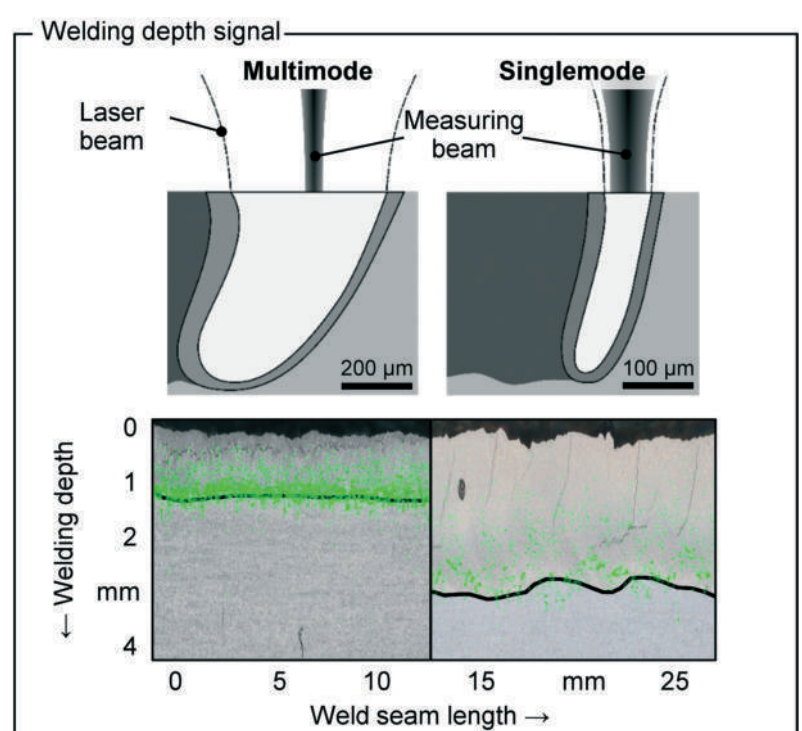 Welding depth signal
Multimode
Singlemode
Laser
beam
Measuring
beam
200 µm
100 µm
0
1
2
mm
4
← Welding depth
0 5 10 15 mm 25
Weld seam length →